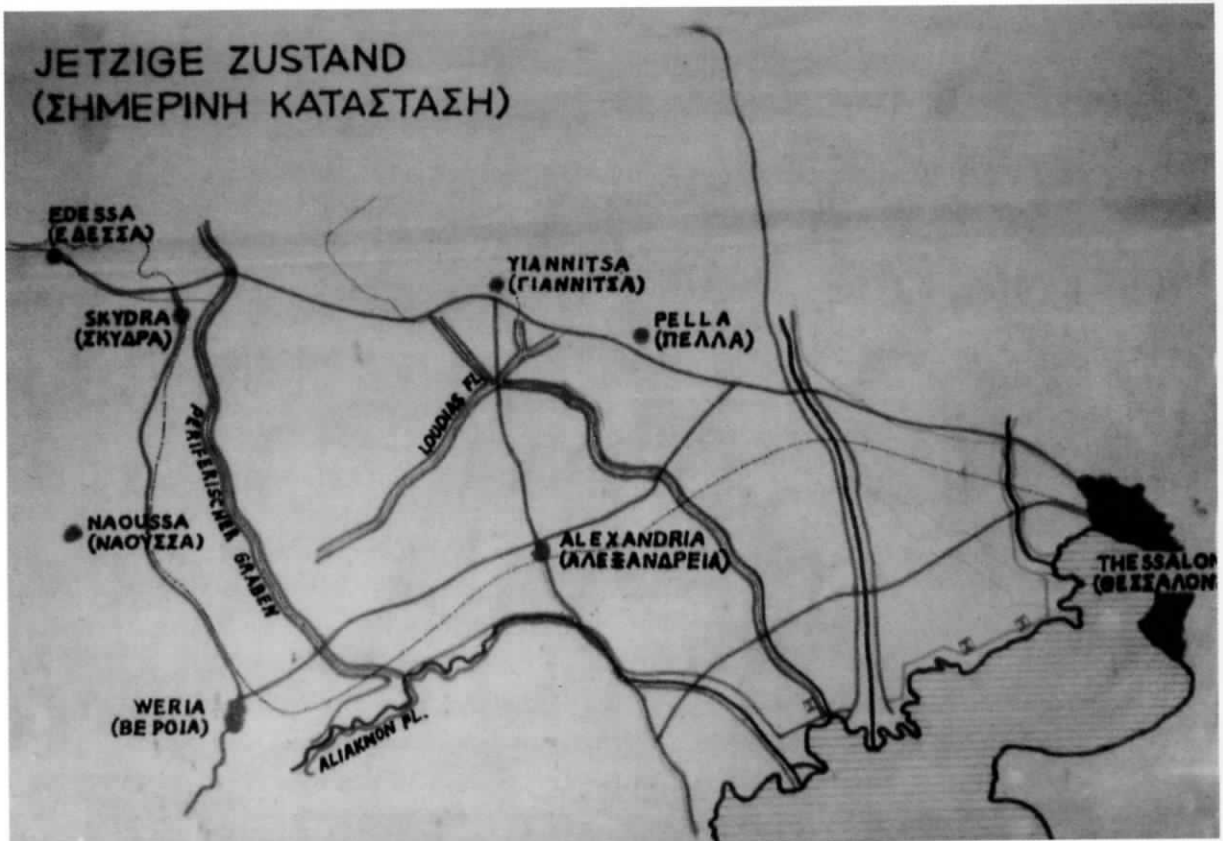 JETZIGE ZUSTAND
(ΣΗΜΕΡΙΝΗ ΚΑΤΑΣΤΑΣΗ)
EDESSA
(ΕΔΕΣΣΑ)
YIANNITSA
(ΓΙΑΝΝΙΤΣΑ)
SKYDRA
(ΣΚΥΔΡΑ)
PELLA
(ΠΕΛΛΑ)
LOUDIAS FL.
PERIFERISCHER GRABEN
NAOUSSA
(ΝΑΟΥΣΣΑ)
ALEXANDRIA
(ΑΛΕΞΑΝΔΡΕΙΑ)
THESSALON
(ΘΕΣΣΑΛΟΝ
WERIA
(ΒΕΡΟΙΑ)
ALIAKMON FL.
H
H
H